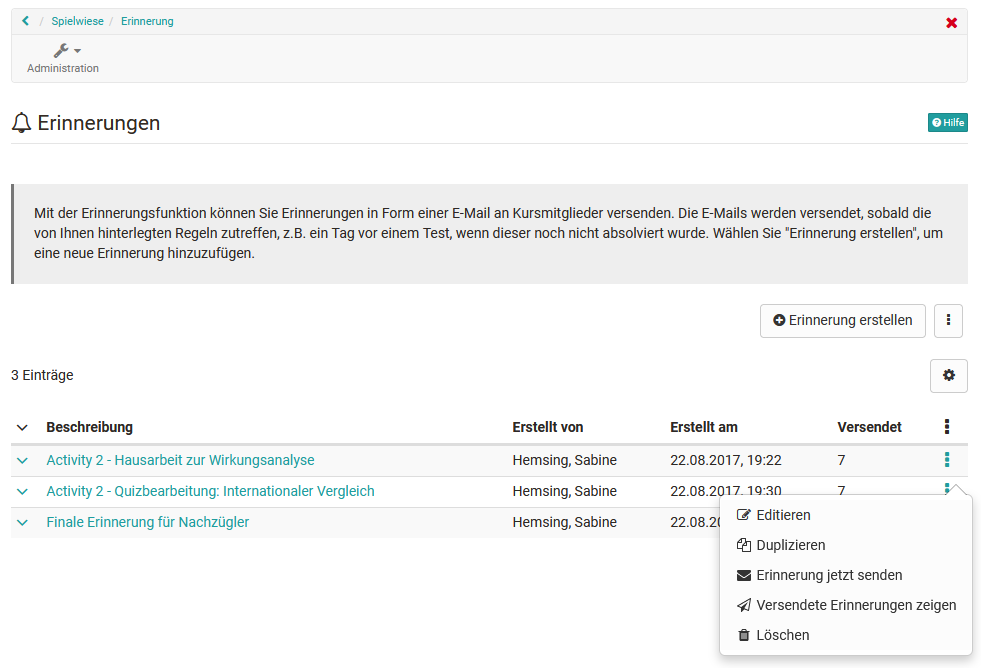 / Spielwiese / Erinnerung
Administration
Erinnerungen
Hilfe
Mit der Erinnerungsfunktion können Sie Erinnerungen in Form einer E-Mail an Kursmitglieder versenden. Die E-Mails werden versendet, sobald die
von Ihnen hinterlegten Regeln zutreffen, z.B. ein Tag vor einem Test, wenn dieser noch nicht absolviert wurde. Wählen Sie "Erinnerung erstellen", um
eine neue Erinnerung hinzuzufügen.
Erinnerung erstellen
3 Einträge
Beschreibung Erstellt von Erstellt am Versendet
Activity 2 - Hausarbeit zur Wirkungsanalyse Hemsing, Sabine 22.08.2017, 19:22 7
Activity 2 - Quizbearbeitung: Internationaler Vergleich Hemsing, Sabine 22.08.2017, 19:30 7
Finale Erinnerung für Nachzügler Hemsing, Sabine 22.08.20
Editieren
Duplizieren
Erinnerung jetzt senden
Versendete Erinnerungen zeigen
Löschen